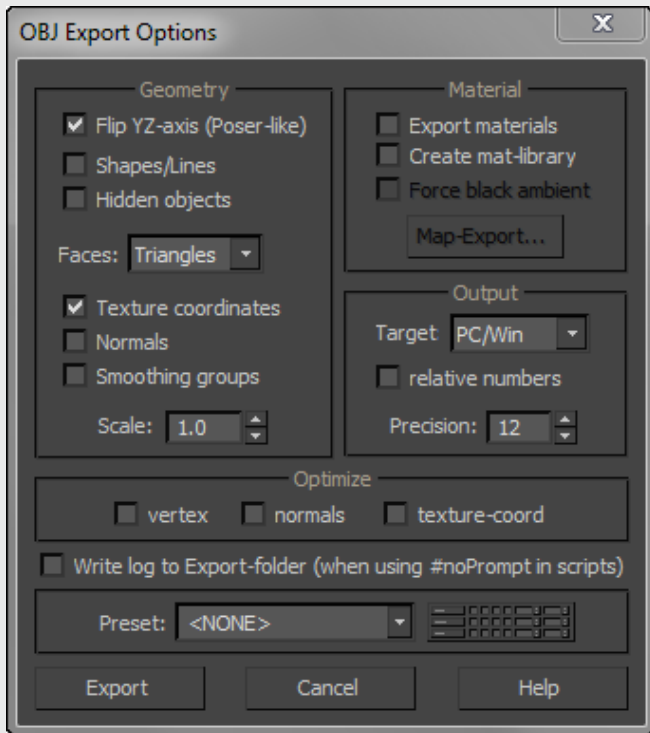 OBJ Export Options
Geometry
Flip YZ-axis (Poser-like)
Shapes/Lines
Hidden objects
Faces: Triangles
Texture coordinates
Normals
Smoothing groups
Scale: 1.0
Material
Export materials
Create mat-library
Force black ambient
Map-Export...
Output
Target PC/Win
relative numbers
Precision: 12
Optimize
vertex normals texture-coord
Write log to Export-folder (when using #noPrompt in scripts)
Preset: <NONE>
Export Cancel Help